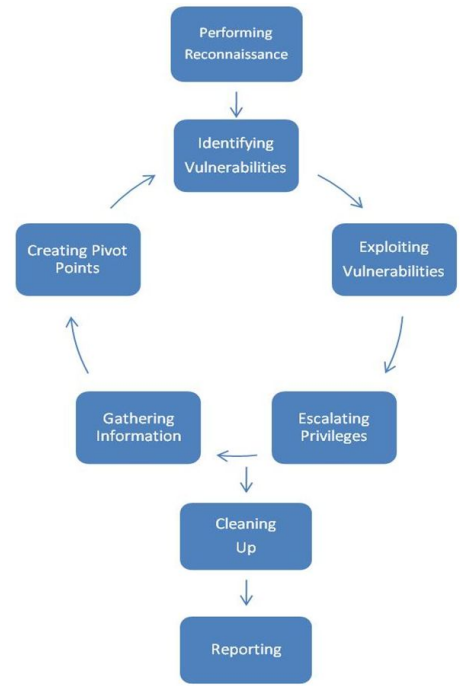 Performing
Reconnaissance
Identifying
Vulnerabilities
Exploiting
Vulnerabilities
Escalating
Privileges
Gathering
Information
Creating Pivot
Points
Cleaning
Up
Reporting